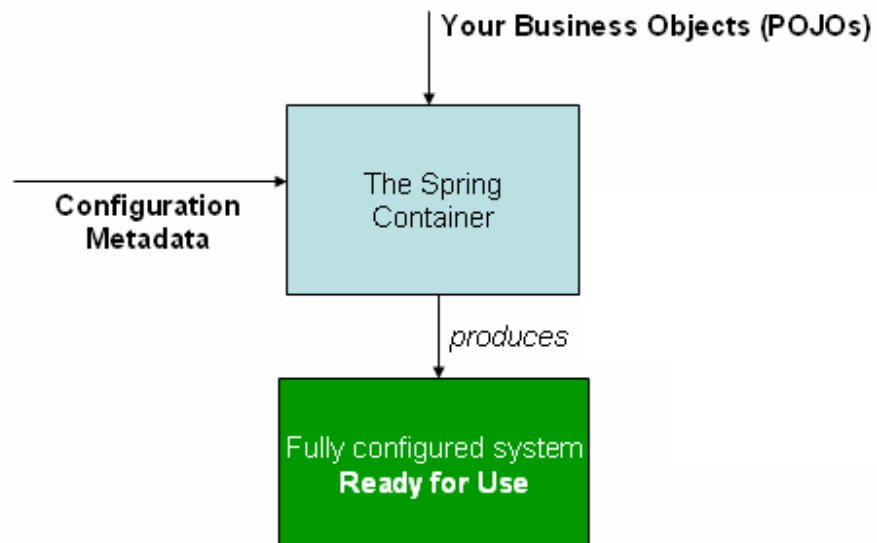 Your Business Objects (POJOs)
The Spring
Container
Configuration
Metadata
produces
Fully configured system
Ready for Use